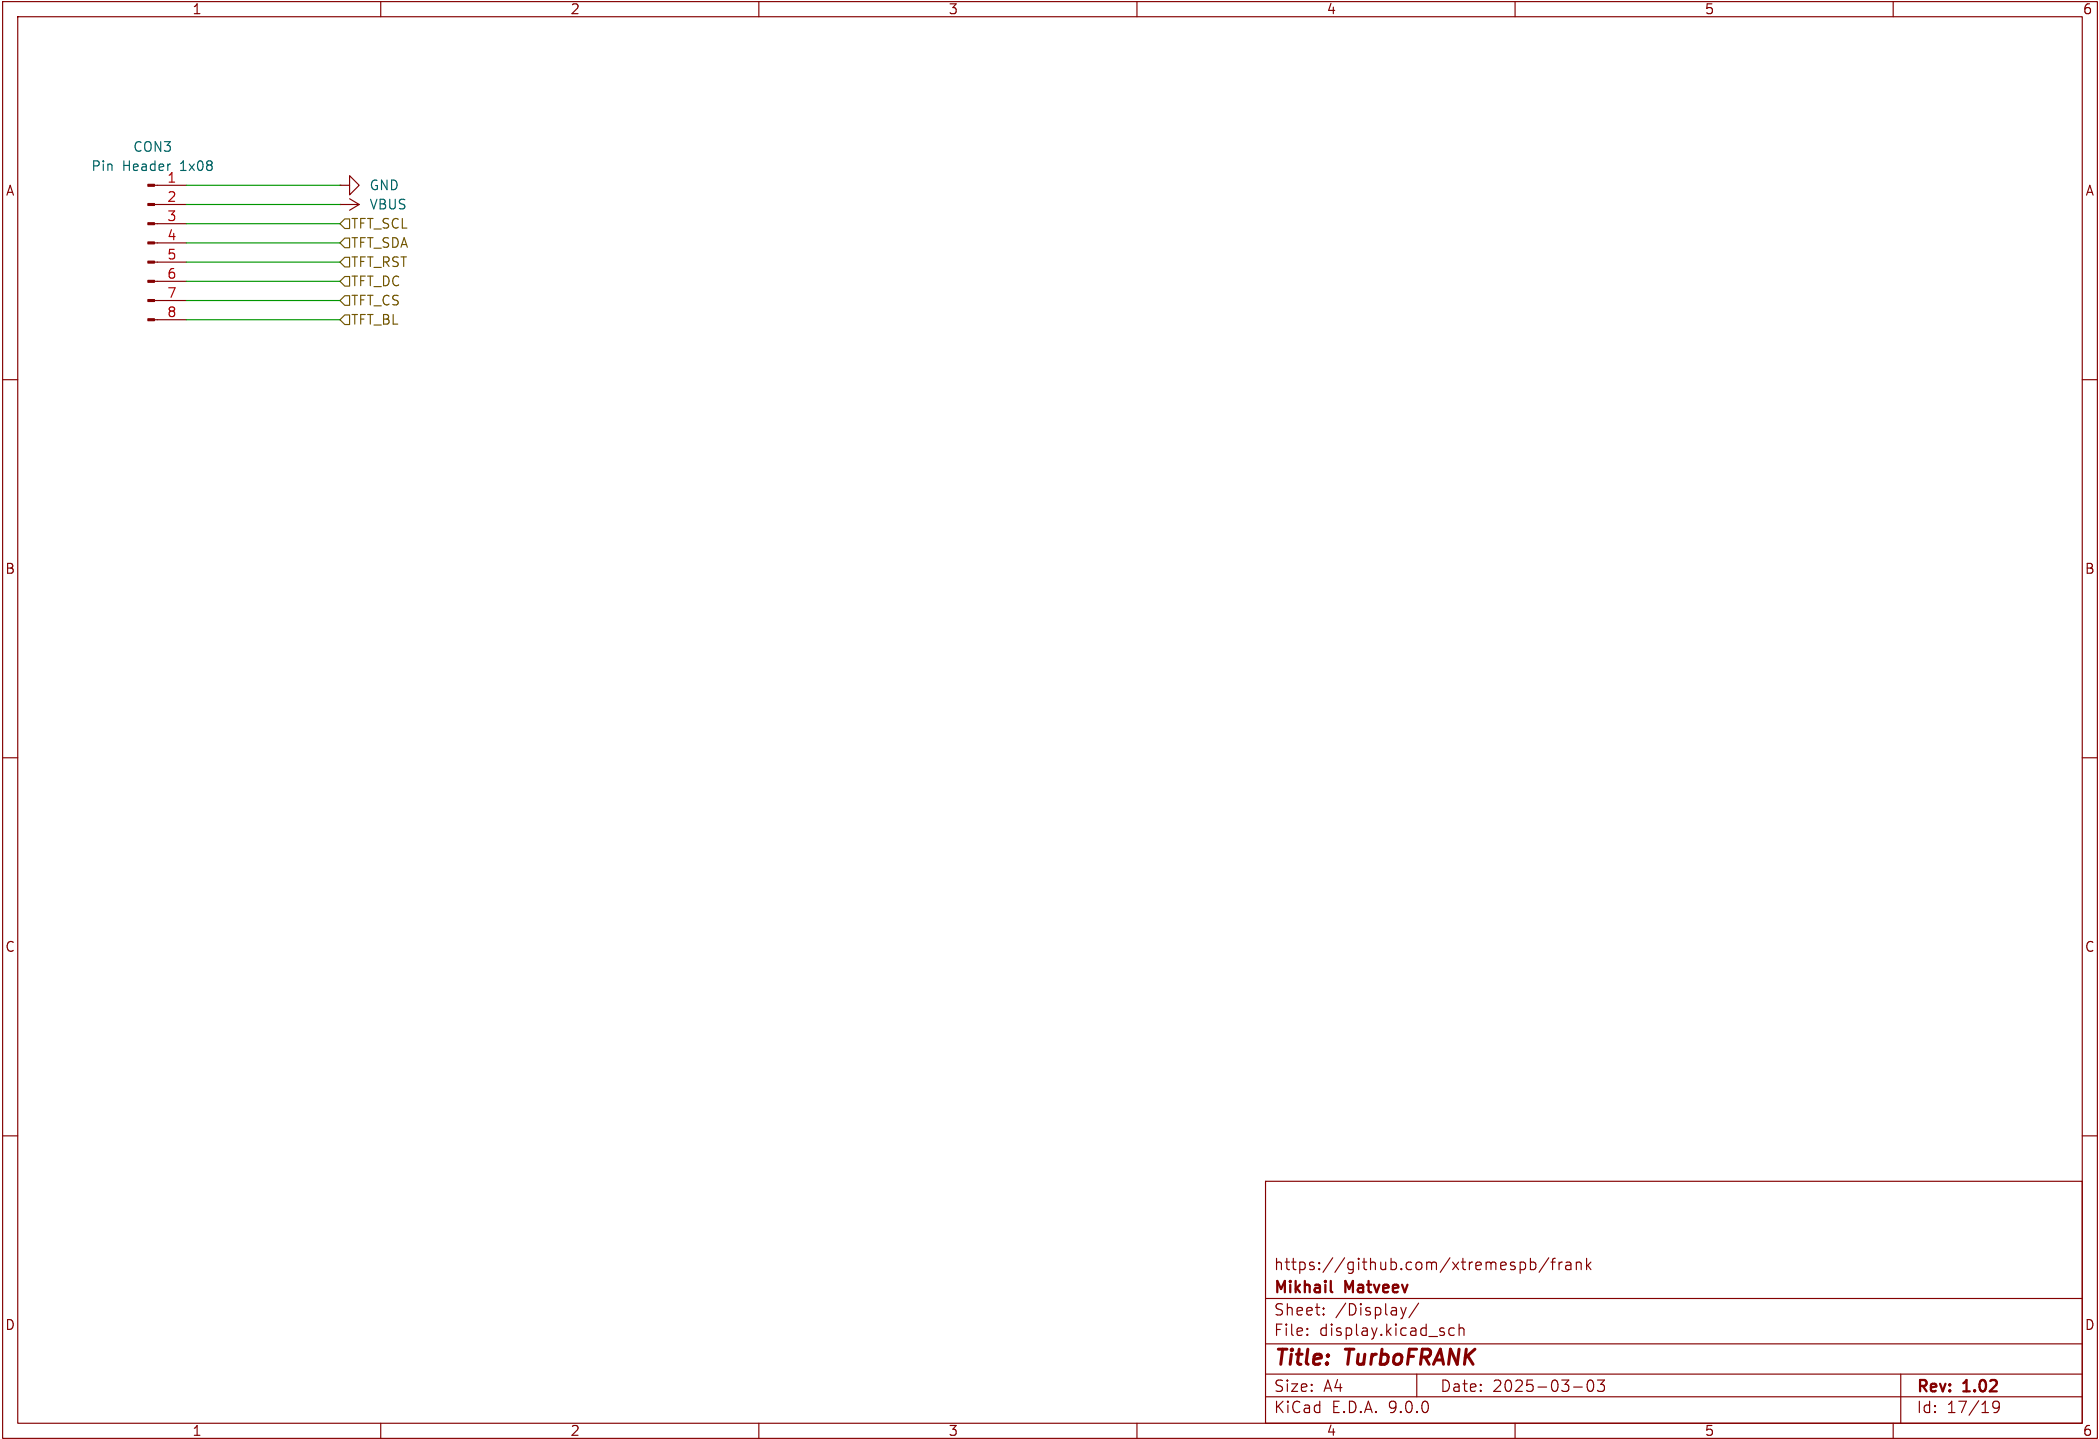 1 2 3 4 5 6
CON3
Pin Header 1x08
1 GND
2 VBUS
3 TFT_SCL
4 TFT_SDA
5 TFT_RST
6 TFT_DC
7 TFT_CS
8 TFT_BL
A A
B B
C C
D D
https://github.com/xtremespb/frank
Mikhail Matveev
Sheet: /Display/
File: display.kicad_sch
Title: TurboFRANK
Size: A4 Date: 2025-03-03 Rev: 1.02
KiCad E.D.A. 9.0.0 Id: 17/19
1 2 3 4 5 6